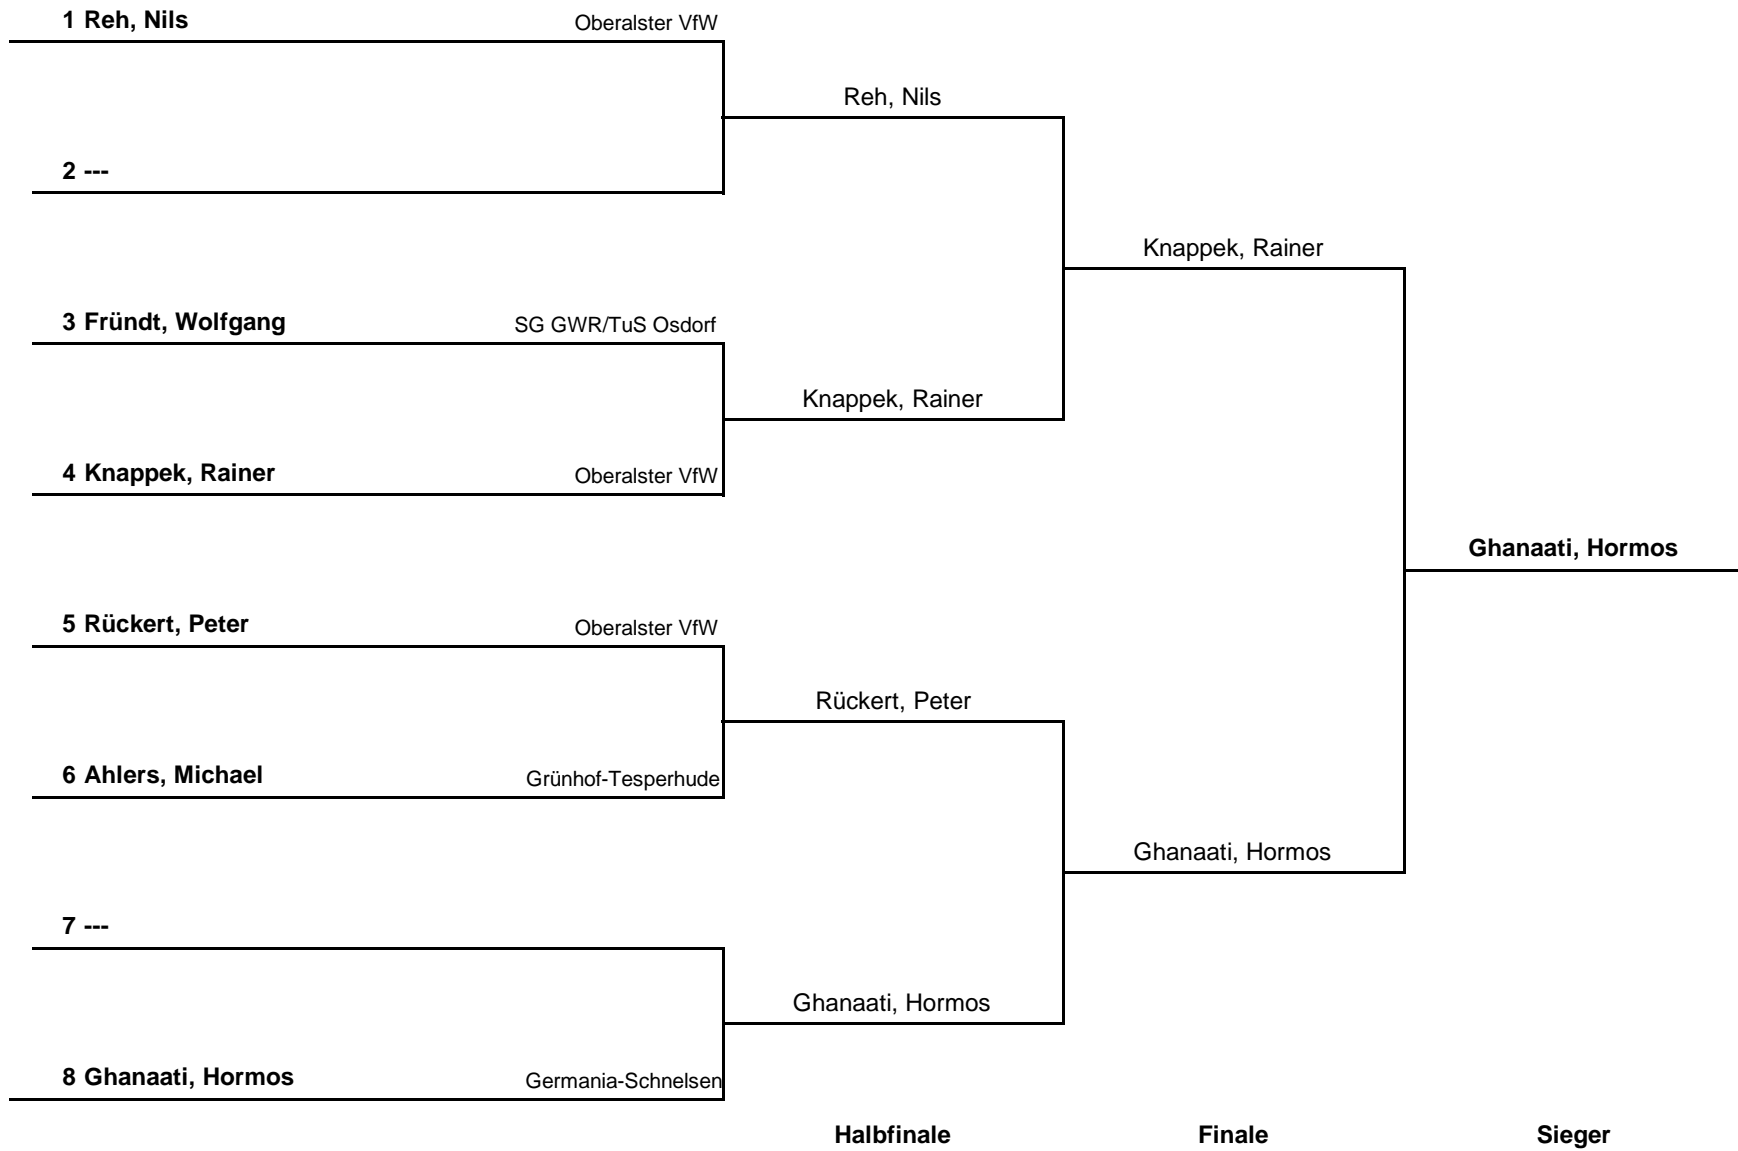 1 Reh, Nils Oberalster VfW
Reh, Nils
2 ---
Knappek, Rainer
3 Fründt, Wolfgang SG GWR/TuS Osdorf
Knappek, Rainer
4 Knappek, Rainer Oberalster VfW
Ghanaati, Hormos
5 Rückert, Peter Oberalster VfW
Rückert, Peter
6 Ahlers, Michael Grünhof-Tesperhude
Ghanaati, Hormos
7 ---
Ghanaati, Hormos
8 Ghanaati, Hormos Germania-Schnelsen
Halbfinale Finale Sieger